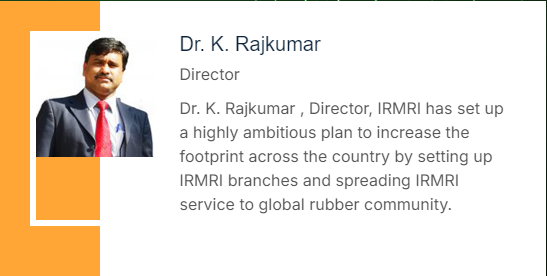 Dr. K. Rajkumar
Director
Dr. K. Rajkumar , Director, IRMRI has set up
a highly ambitious plan to increase the
footprint across the country by setting up
IRMRI branches and spreading IRMRI
service to global rubber community.